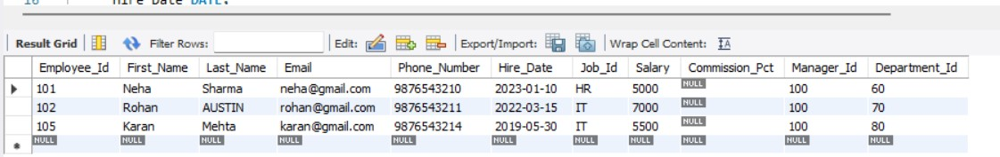 16 Hire_Date DATE,
Result Grid Filter Rows: Edit: Export/Import: Wrap Cell Content: IA
Employee_Id First_Name Last_Name Email Phone_Number Hire_Date Job_Id Salary Commission_Pct Manager_Id Department_Id
101 Neha Sharma neha@gmail.com 9876543210 2023-01-10 HR 5000 NULL 100 60
102 Rohan AUSTIN rohan@gmail.com 9876543211 2022-03-15 IT 7000 NULL 100 70
105 Karan Mehta karan@gmail.com 9876543214 2019-05-30 IT 5500 NULL 100 80
NULL NULL NULL NULL NULL NULL NULL NULL NULL NULL NULL